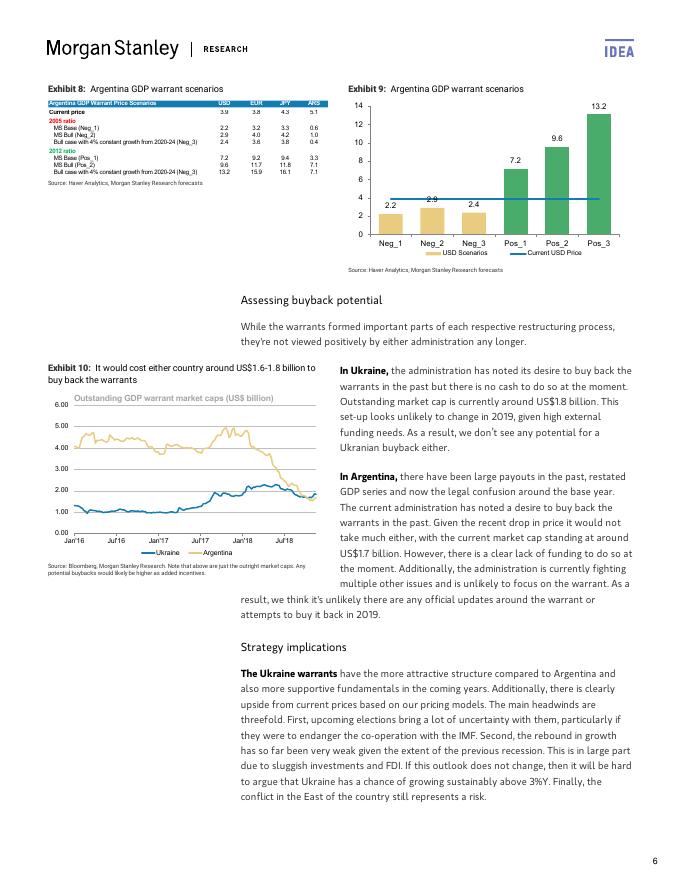 Morgan Stanley | RESEARCH
IDEA
Exhibit 8: Argentina GDP warrant scenarios
Argentina GDP Warrant Price Scenarios USD EUR JPY ARS
Current price 3.9 3.8 4.3 5.1
2005 ratio
MS Base (Neg_1) 2.2 3.2 3.3 0.6
MS Bull (Neg_2) 2.9 4.0 4.2 1.0
Bull case with 4% constant growth from 2020-24 (Neg_3) 2.4 3.6 3.8 0.4
2012 ratio
MS Base (Pos_1) 7.2 9.2 9.4 3.3
MS Bull (Pos_2) 9.6 11.7 11.8 7.1
Bull case with 4% constant growth from 2020-24 (Neg_3) 13.2 15.9 16.1 7.1
Source: Haver Analytics, Morgan Stanley Research forecasts
Exhibit 9: Argentina GDP warrant scenarios
14
12
10
8
6
4
2
0
2.2
2.9
2.4
7.2
9.6
13.2
Neg_1 Neg_2 Neg_3 Pos_1 Pos_2 Pos_3
USD Scenarios Current USD Price
Source: Haver Analytics, Morgan Stanley Research forecasts
Assessing buyback potential
While the warrants formed important parts of each respective restructuring process,
they're not viewed positively by either administration any longer.
Exhibit 10: It would cost either country around US$1.6-1.8 billion to
buy back the warrants
Outstanding GDP warrant market caps (US$ billion)
6.00
5.00
4.00
3.00
2.00
1.00
0.00
Jan'16 Jul'16 Jan'17 Jul'17 Jan'18 Jul'18
Ukraine Argentina
Source: Bloomberg, Morgan Stanley Research. Note that above are just the outright market caps. Any
potential buybacks would likely be higher as added incentives.
In Ukraine, the administration has noted its desire to buy back the
warrants in the past but there is no cash to do so at the moment.
Outstanding market cap is currently around US$1.8 billion. This
set-up looks unlikely to change in 2019, given high external
funding needs. As a result, we don't see any potential for a
Ukranian buyback either.
In Argentina, there have been large payouts in the past, restated
GDP series and now the legal confusion around the base year.
The current administration has noted a desire to buy back the
warrants in the past. Given the recent drop in price it would not
take much either, with the current market cap standing at around
US$1.7 billion. However, there is a clear lack of funding to do so at
the moment. Additionally, the administration is currently fighting
multiple other issues and is unlikely to focus on the warrant. As a
result, we think it's unlikely there are any official updates around the warrant or
attempts to buy it back in 2019.
Strategy implications
The Ukraine warrants have the more attractive structure compared to Argentina and
also more supportive fundamentals in the coming years. Additionally, there is clearly
upside from current prices based on our pricing models. The main headwinds are
threefold. First, upcoming elections bring a lot of uncertainty with them, particularly if
they were to endanger the co-operation with the IMF. Second, the rebound in growth
has so far been very weak given the extent of the previous recession. This is in large part
due to sluggish investments and FDI. If this outlook does not change, then it will be hard
to argue that Ukraine has a chance of growing sustainably above 3%Y. Finally, the
conflict in the East of the country still represents a risk.
6